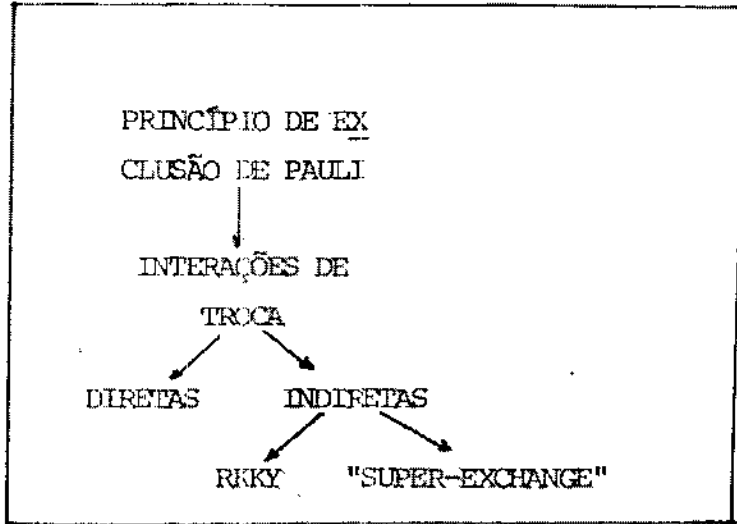 PRINCÍPIO DE EX
CLUSÃO DE PAULI
INTERAÇÕES DE
TROCA
DIRETAS INDIRETAS
RKKY "SUPER-EXCHANGE"